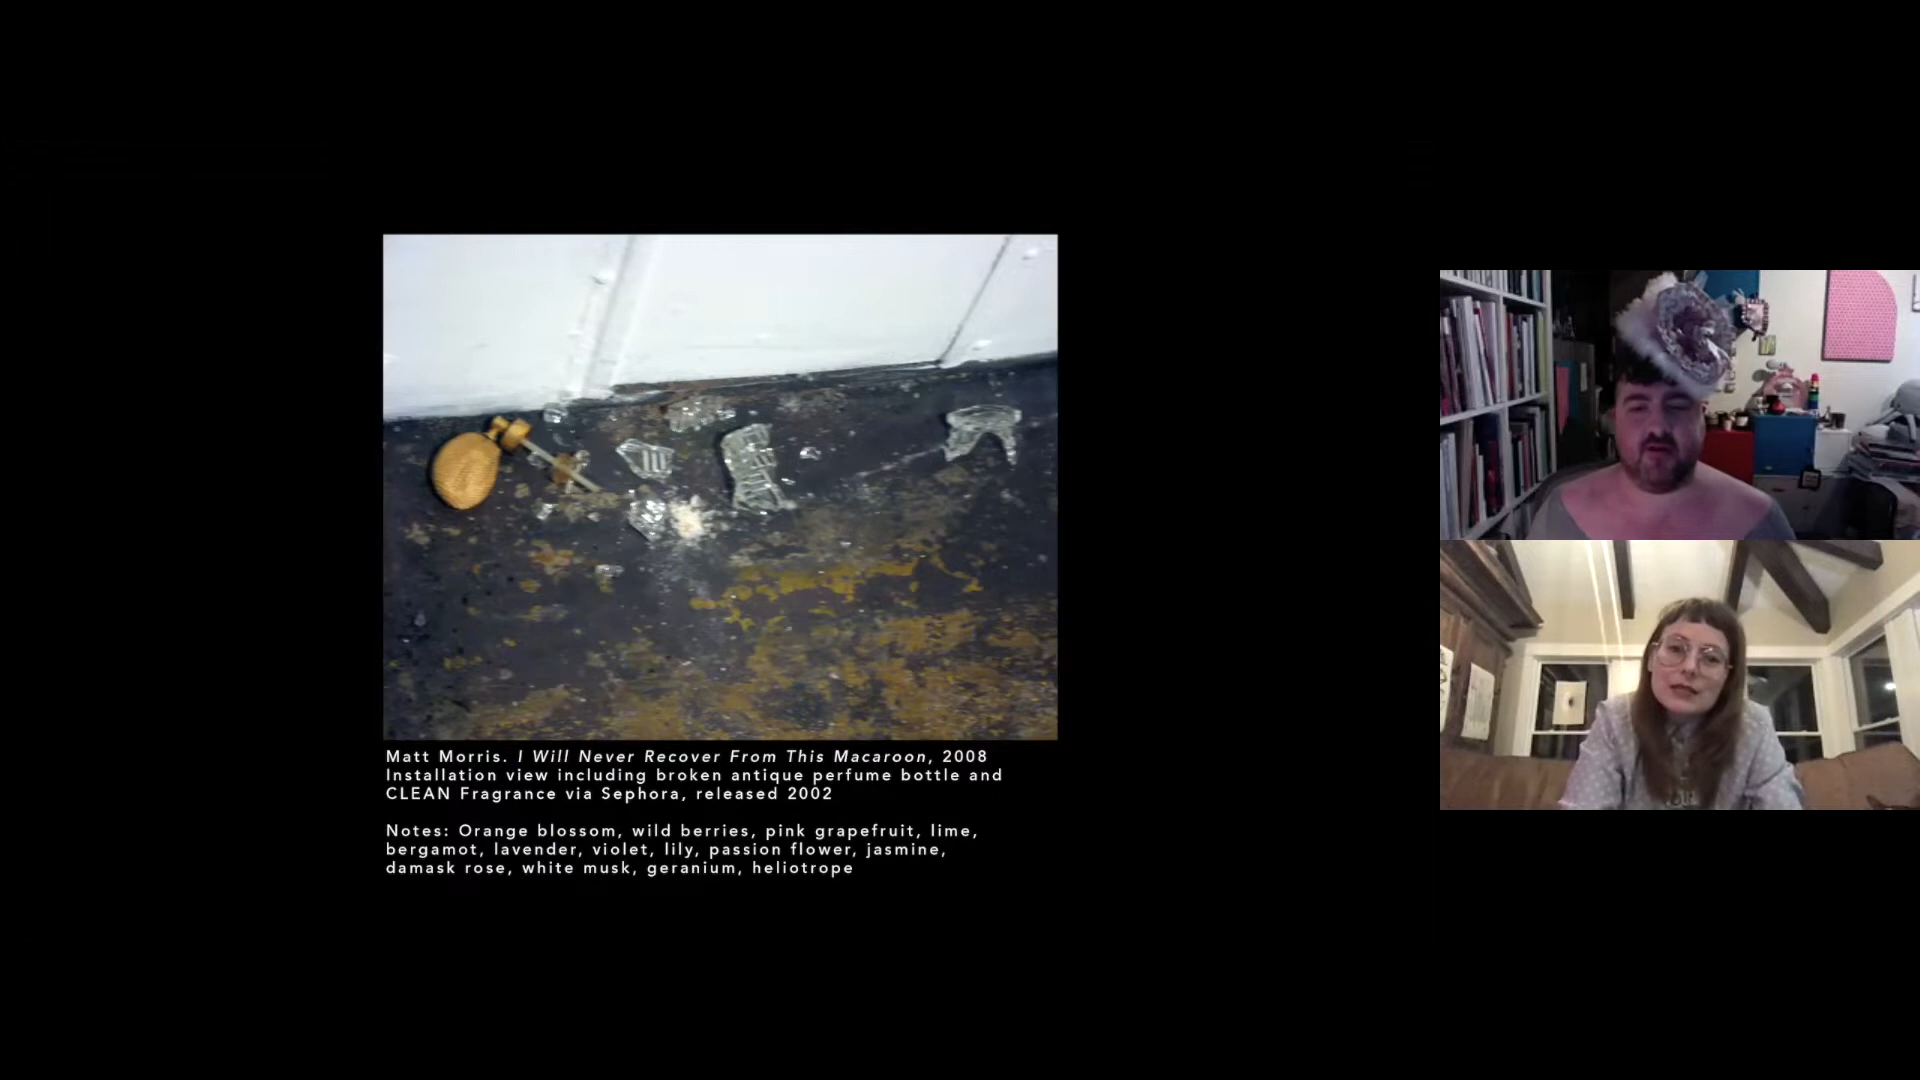 Matt Morris. I Will Never Recover From This Macaroon, 2008
Installation view including broken antique perfume bottle and
CLEAN Fragrance via Sephora, released 2002
Notes: Orange blossom, wild berries, pink grapefruit, lime,
bergamot, lavender, violet, lily, passion flower, jasmine,
damask rose, white musk, geranium, heliotrope